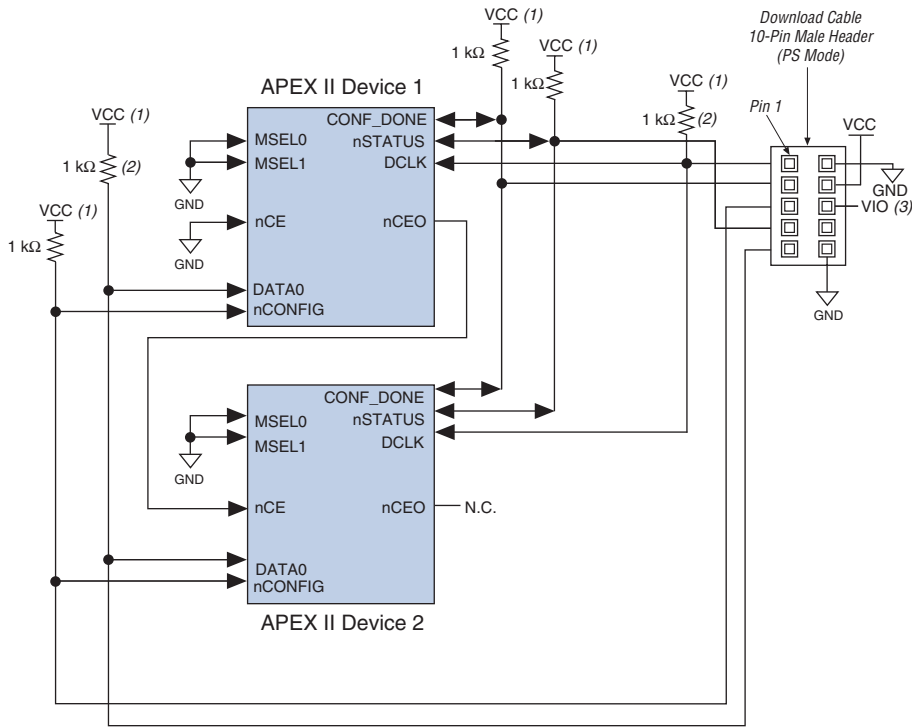 VCC (1)
1 kΩ
VCC (1)
1 kΩ
Download Cable
10-Pin Male Header
(PS Mode)
APEX II Device 1
VCC (1)
1 kΩ (2)
Pin 1
VCC
VCC (1)
1 kΩ (2)
VCC (1)
1 kΩ
MSEL0
MSEL1
GND
nCE
GND
DATA0
nCONFIG
CONF_DONE
nSTATUS
DCLK
nCEO
GND
VIO (3)
GND
MSEL0
MSEL1
GND
nCE
DATA0
nCONFIG
CONF_DONE
nSTATUS
DCLK
nCEO
N.C.
APEX II Device 2